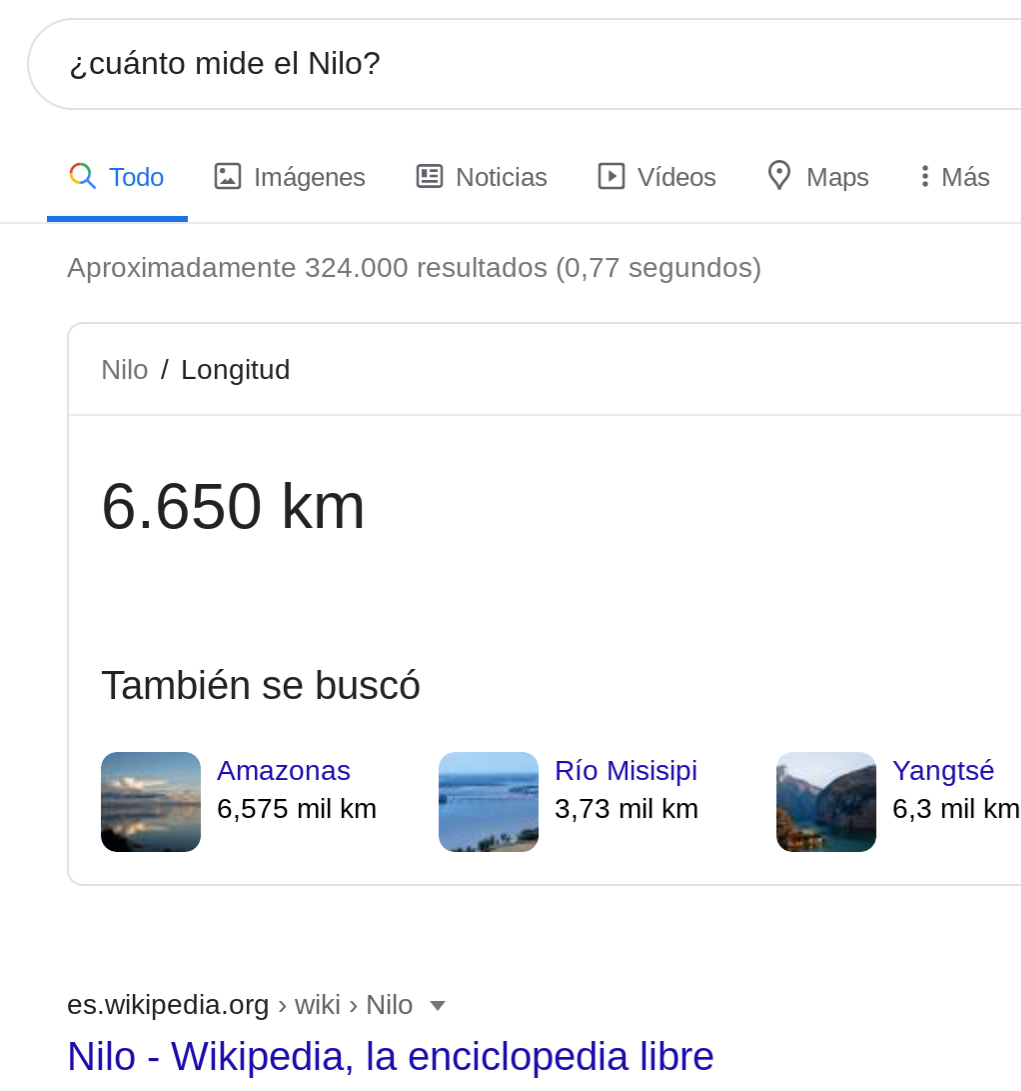 ¿cuánto mide el Nilo?
Todo Imágenes Noticias Vídeos Maps Más
Aproximadamente 324.000 resultados (0,77 segundos)
Nilo / Longitud
6.650 km
También se buscó
Amazonas
6,575 mil km
Río Misisipi
3,73 mil km
Yangtsé
6,3 mil km
es.wikipedia.org › wiki › Nilo
Nilo - Wikipedia, la enciclopedia libre